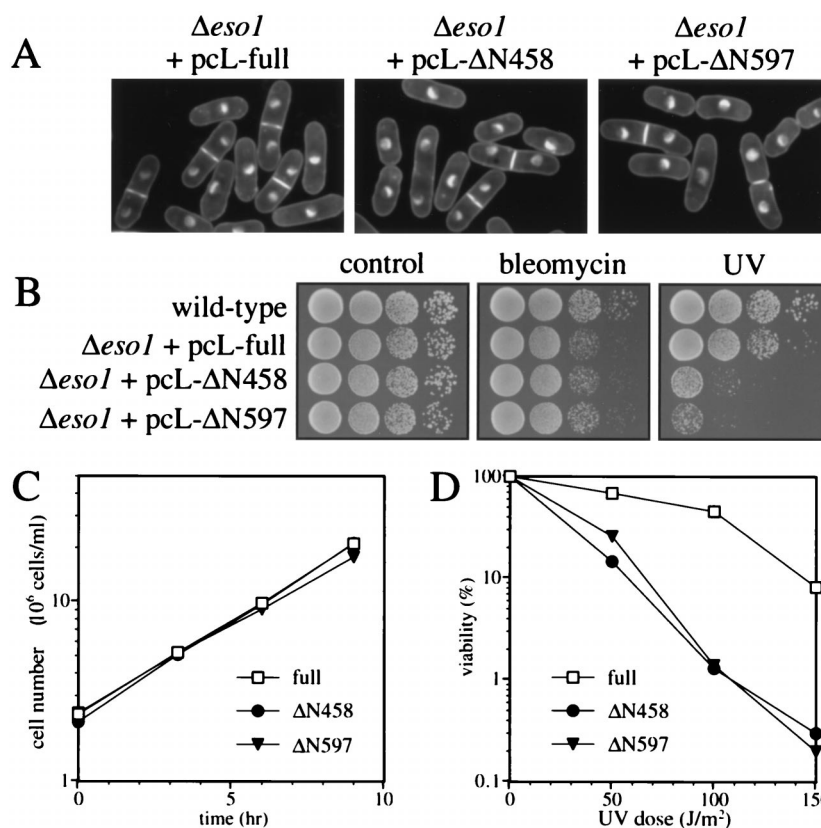 A
Δeso1 + pcL-full
Δeso1 + pcL-ΔN458
Δeso1 + pcL-ΔN597
B
control bleomycin UV
wild-type
Δeso1 + pcL-full
Δeso1 + pcL-ΔN458
Δeso1 + pcL-ΔN597
C
cell number (10⁶ cells/ml)
10
1
0 5 10
time (hr)
full
ΔN458
ΔN597
D
viability (%)
100
10
1
0.1
0 50 100 15
UV dose (J/m²)
full
ΔN458
ΔN597